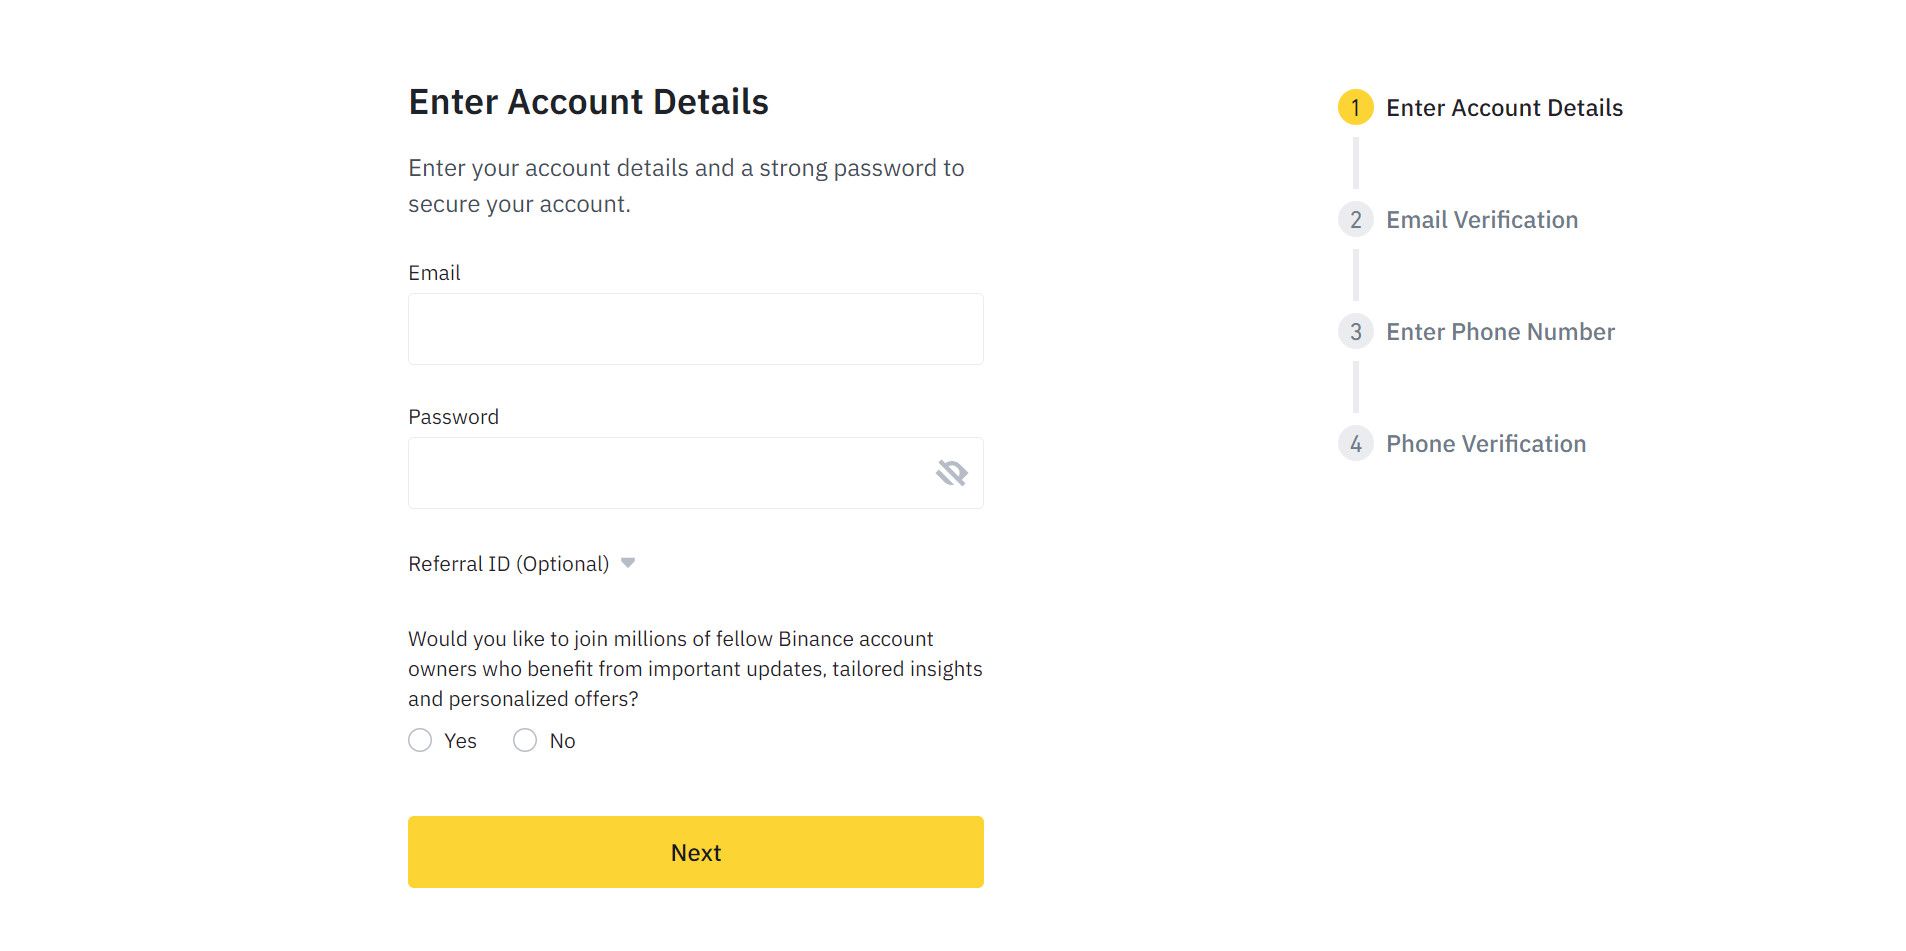 Enter Account Details
Enter your account details and a strong password to
secure your account.
Email
Password
Referral ID (Optional)
Would you like to join millions of fellow Binance account
owners who benefit from important updates, tailored insights
and personalized offers?
Yes No
Next
1 Enter Account Details
2 Email Verification
3 Enter Phone Number
4 Phone Verification